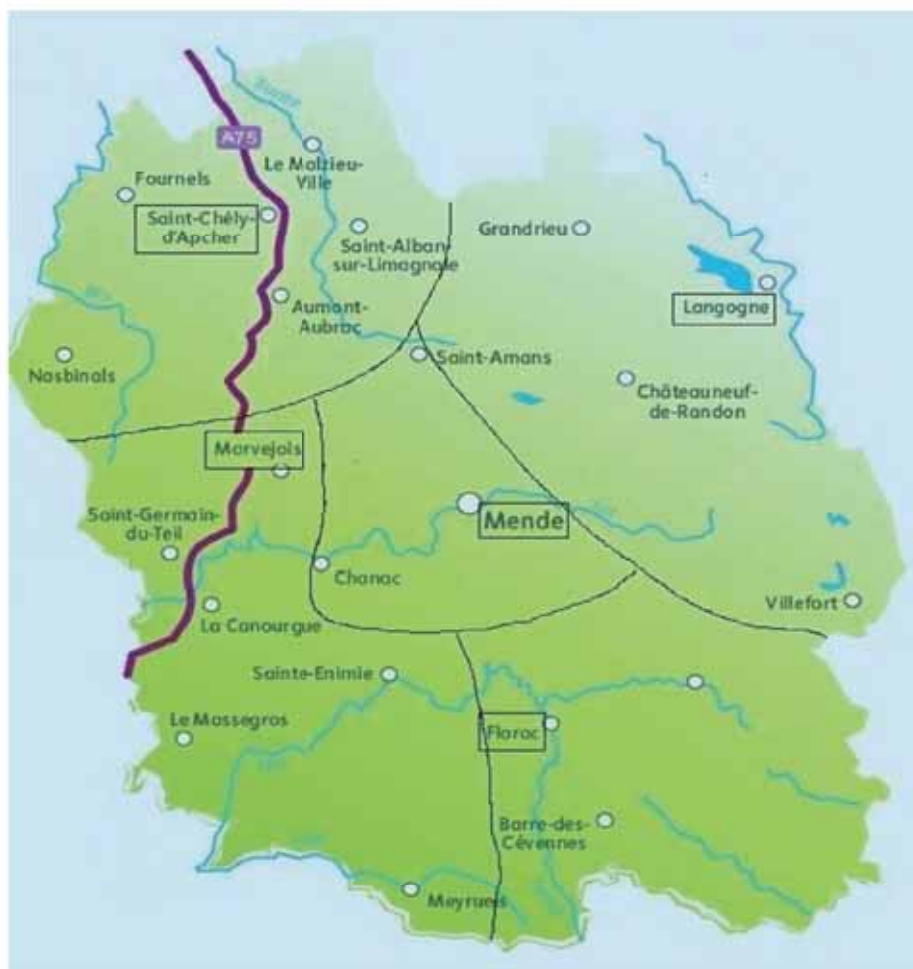 Truyère
A75
Le Malzieu-
Ville
Fournels
Saint-Chély-
d'Apcher
Saint-Alban-
sur-Limagnole
Grandrieu
Langogne
Aumont-
Aubrac
Nasbinals
Saint-Amans
Châteauneuf-
de-Randon
Marvejols
Saint-Germain-
du-Teil
Mende
Chanac
La Canourgue
Villefort
Sainte-Enimie
Le Massegros
Florac
Barre-des-
Cévennes
Meyrueis